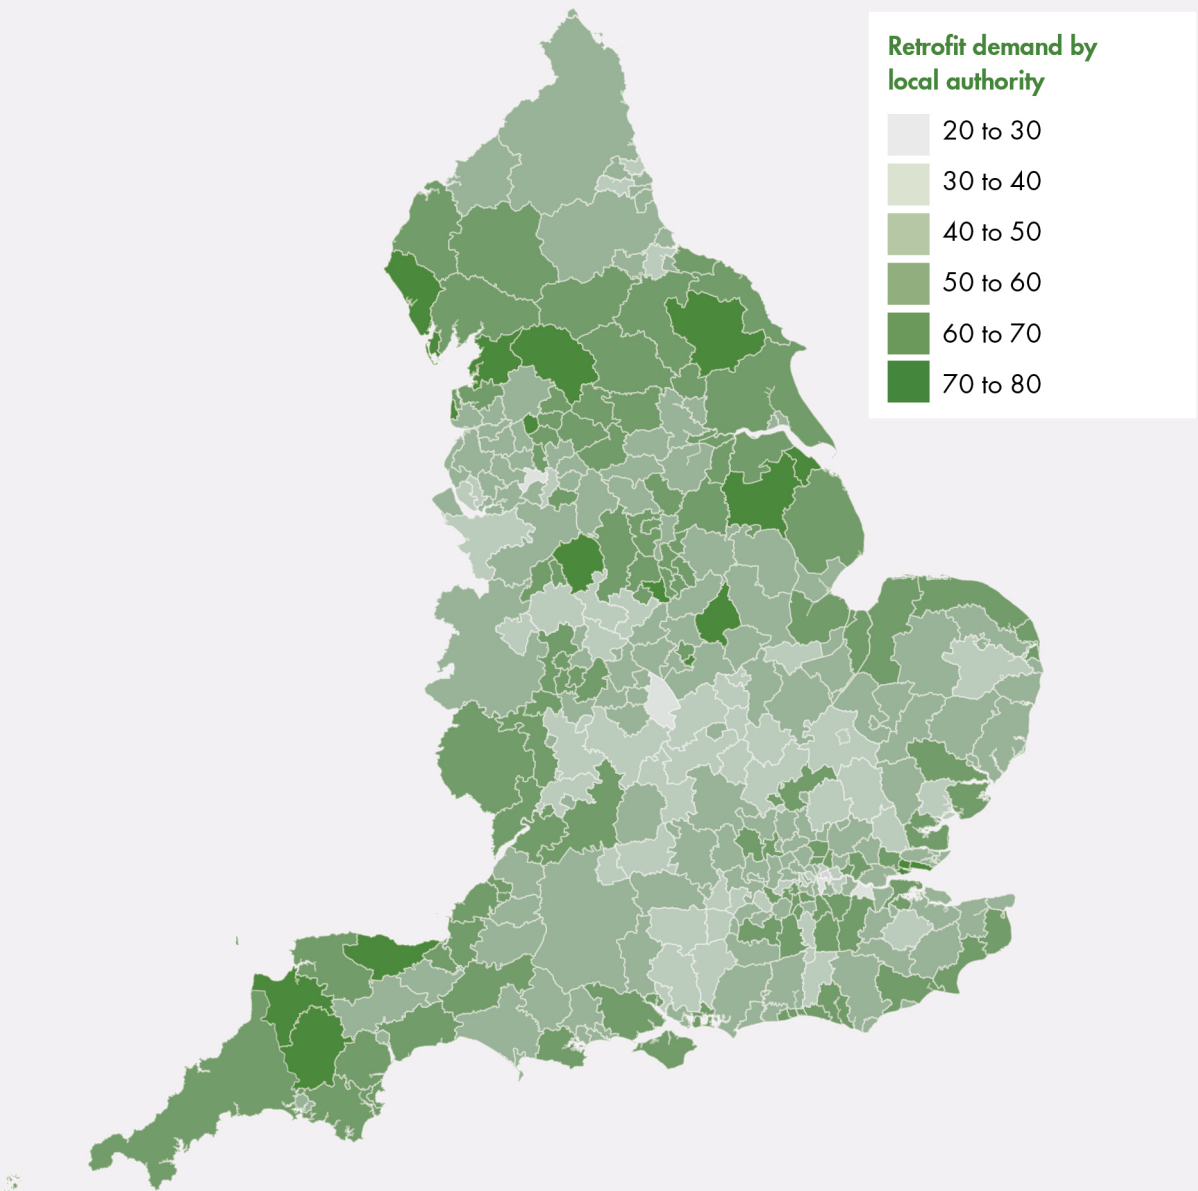 Retrofit demand by
local authority
20 to 30
30 to 40
40 to 50
50 to 60
60 to 70
70 to 80